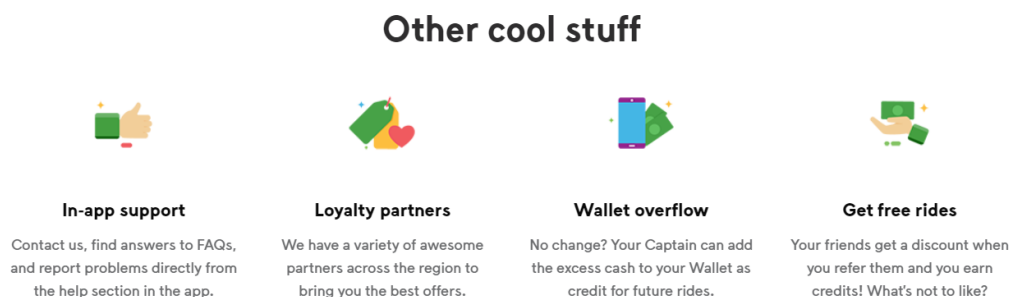 Other cool stuff
In-app support
Contact us, find answers to FAQs,
and report problems directly from
the help section in the app.
Loyalty partners
We have a variety of awesome
partners across the region to
bring you the best offers.
Wallet overflow
No change? Your Captain can add
the excess cash to your Wallet as
credit for future rides.
Get free rides
Your friends get a discount when
you refer them and you earn
credits! What's not to like?